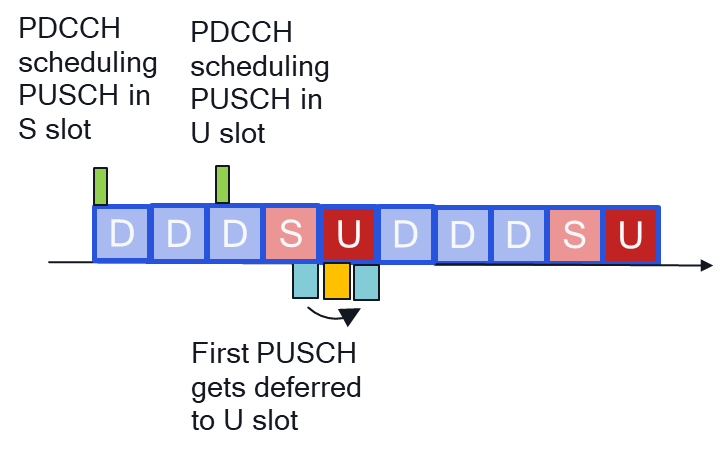 PDCCH
scheduling
PUSCH in
S slot
PDCCH
scheduling
PUSCH in
U slot
D D D S U D D D S U
First PUSCH
gets deferred
to U slot